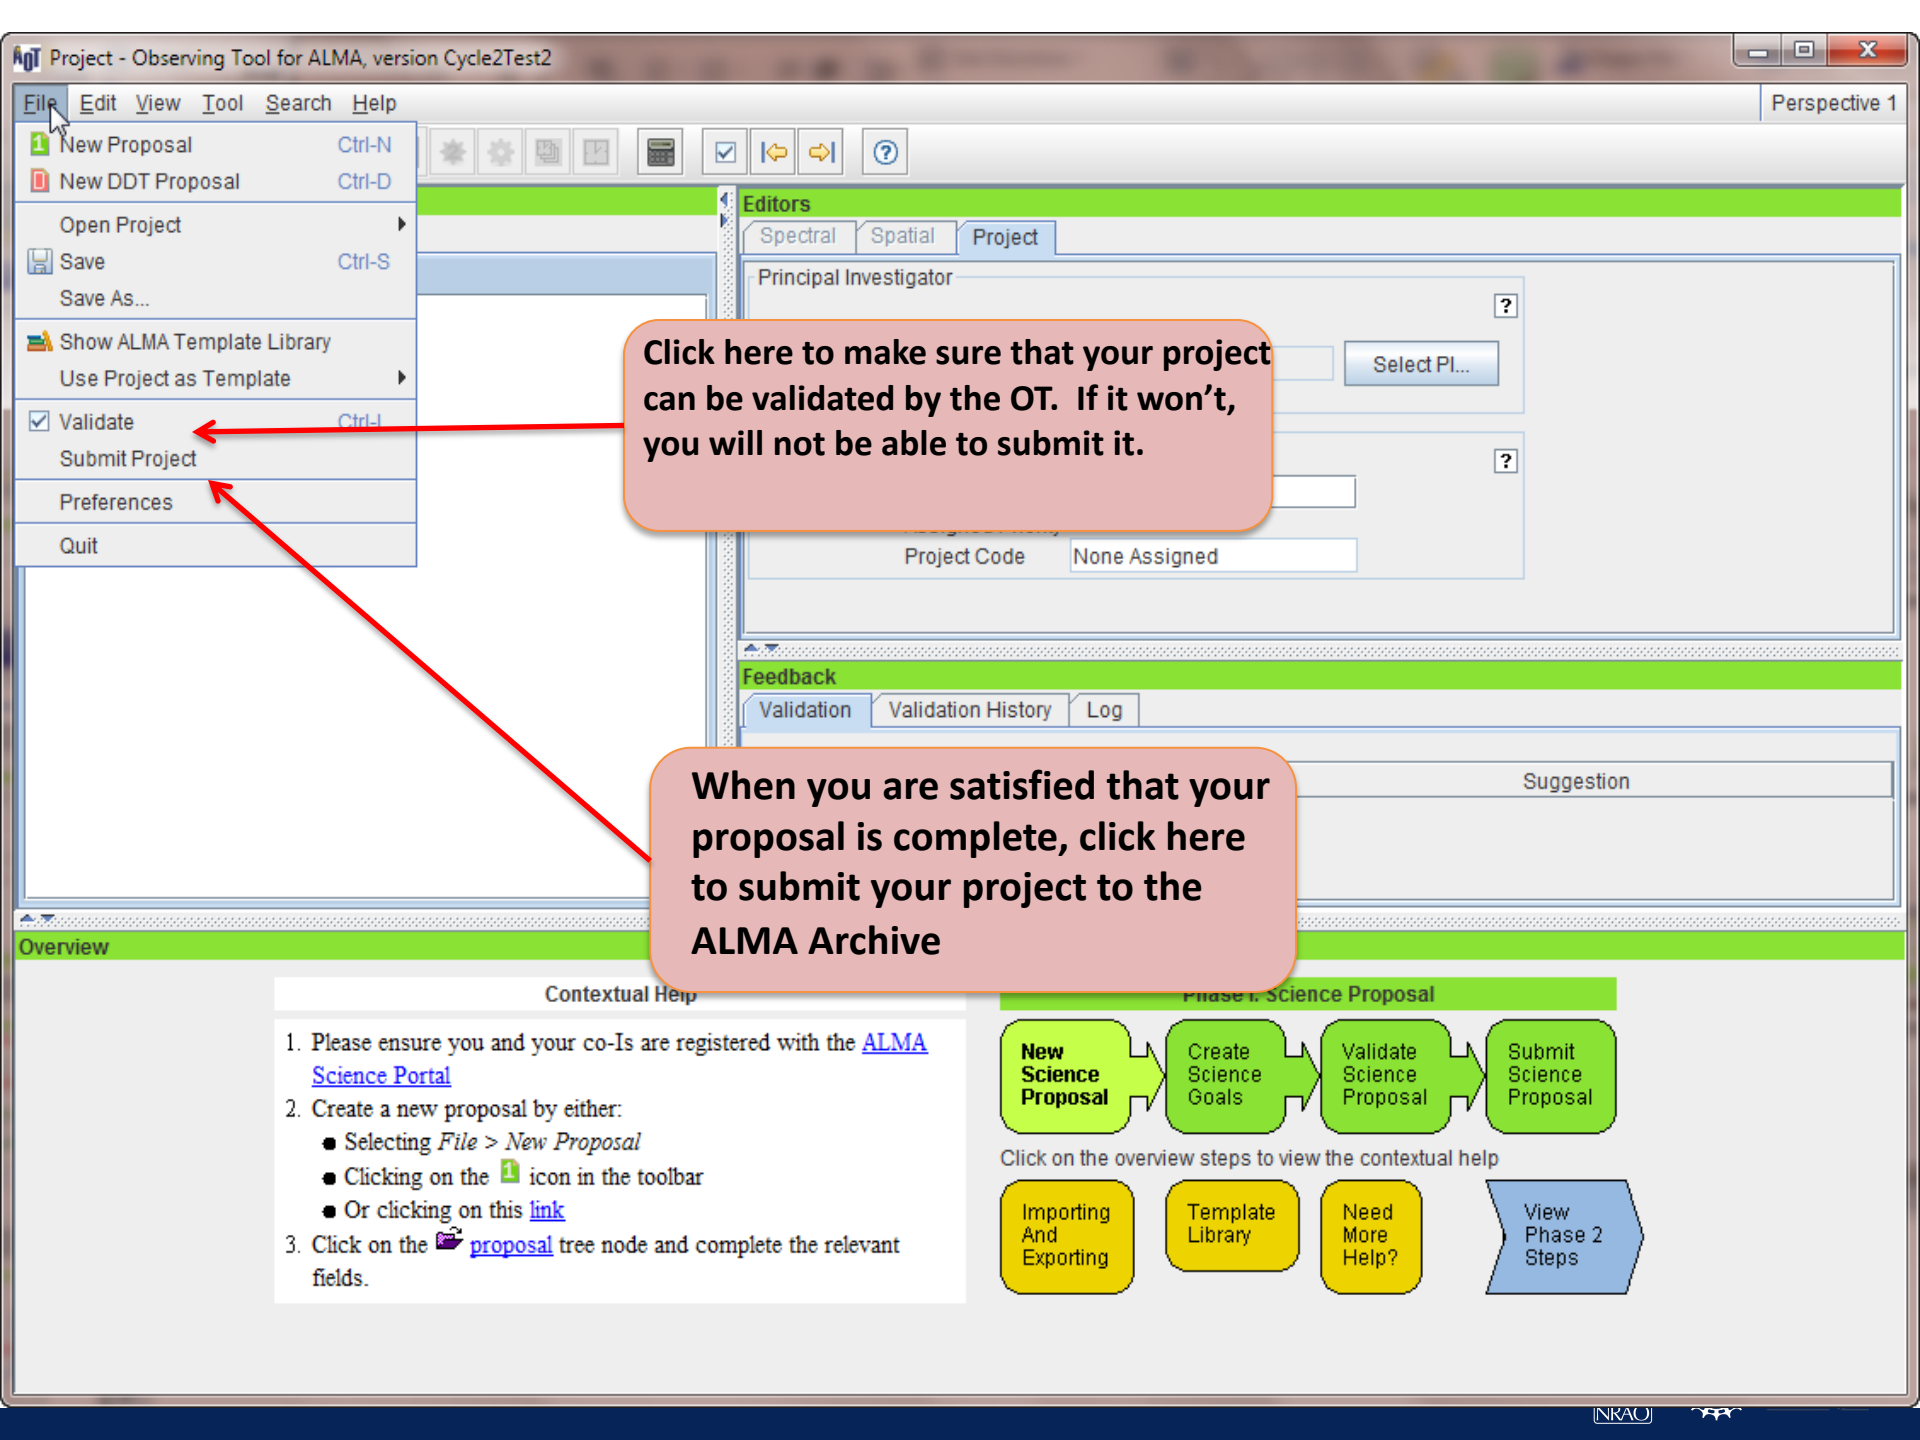 AOT Project - Observing Tool for ALMA, version Cycle2Test2
File Edit View Tool Search Help
Perspective 1
New Proposal Ctrl-N
New DDT Proposal Ctrl-D
Open Project
Save Ctrl-S
Save As...
Show ALMA Template Library
Use Project as Template
Validate Ctrl-L
Submit Project
Preferences
Quit
Editors
Spectral Spatial Project
Principal Investigator
?
Select PI...
Click here to make sure that your project
can be validated by the OT. If it won't,
you will not be able to submit it.
?
Project Code None Assigned
Feedback
Validation Validation History Log
Suggestion
When you are satisfied that your
proposal is complete, click here
to submit your project to the
ALMA Archive
Overview
Contextual Help
1. Please ensure you and your co-Is are registered with the ALMA
Science Portal
2. Create a new proposal by either:
● Selecting File > New Proposal
● Clicking on the 1 icon in the toolbar
● Or clicking on this link
3. Click on the proposal tree node and complete the relevant
fields.
Phase I: Science Proposal
New
Science
Proposal
Create
Science
Goals
Validate
Science
Proposal
Submit
Science
Proposal
Click on the overview steps to view the contextual help
Importing
And
Exporting
Template
Library
Need
More
Help?
View
Phase 2
Steps
NRAO